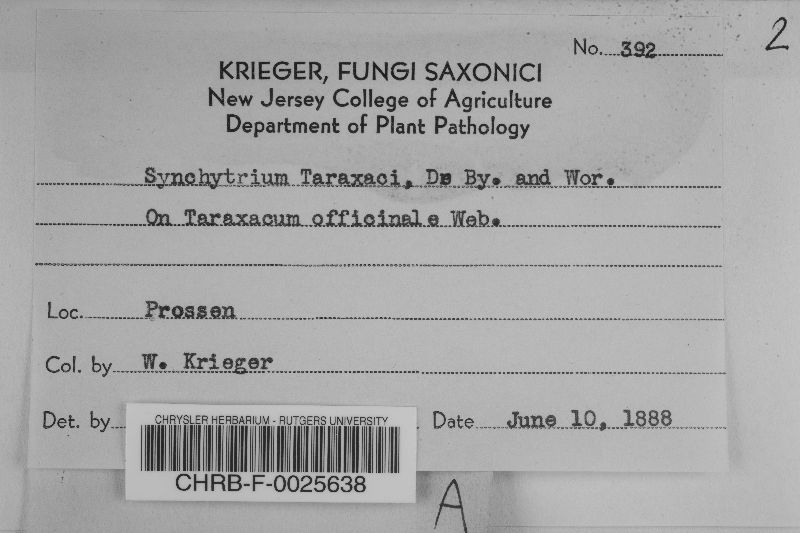 2
No. 392
KRIEGER, FUNGI SAXONICI
New Jersey College of Agriculture
Department of Plant Pathology
Synchytrium Taraxaci, De By. and Wor.
On Taraxacum officinale Web.
Loc. Prossen
Col. by W. Krieger
Det. by
Date June 10, 1888
CHRYSLER HERBARIUM - RUTGERS UNIVERSITY
CHRB-F-0025638
A